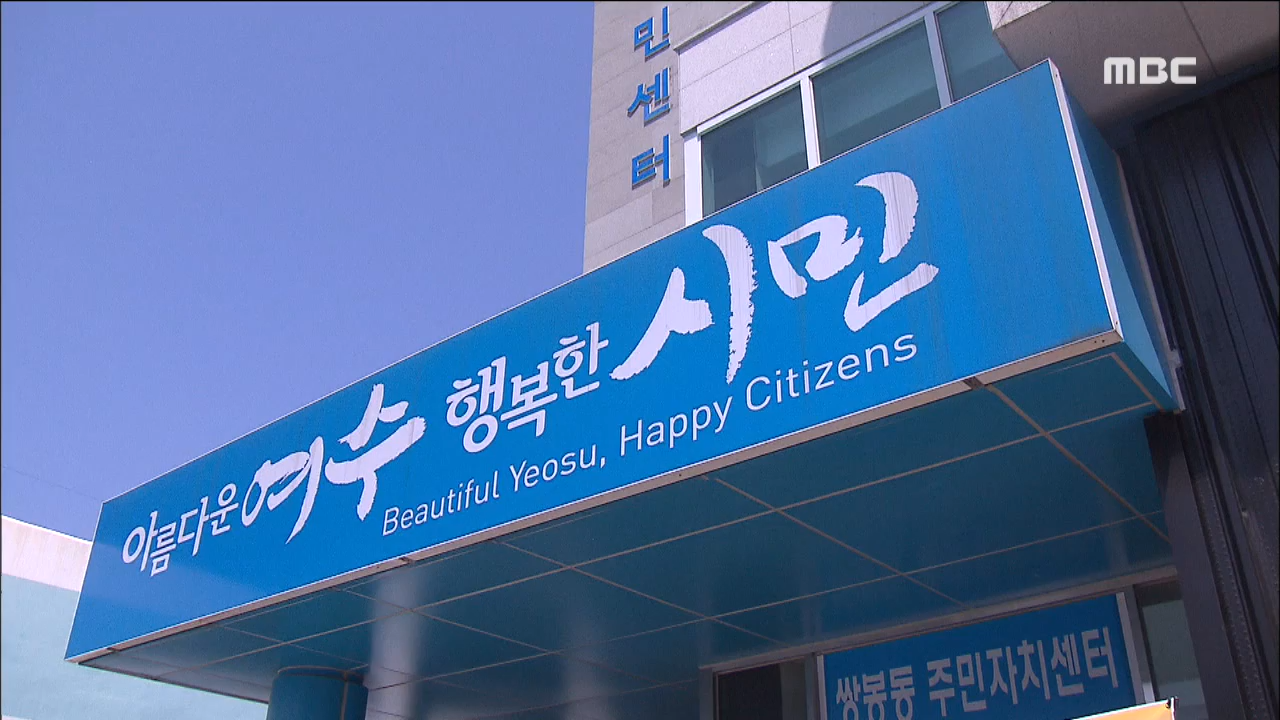 민센터
MBC
아름다운 여수 행복한 시민
Beautiful Yeosu, Happy Citizens
쌍봉동 주민자치센터